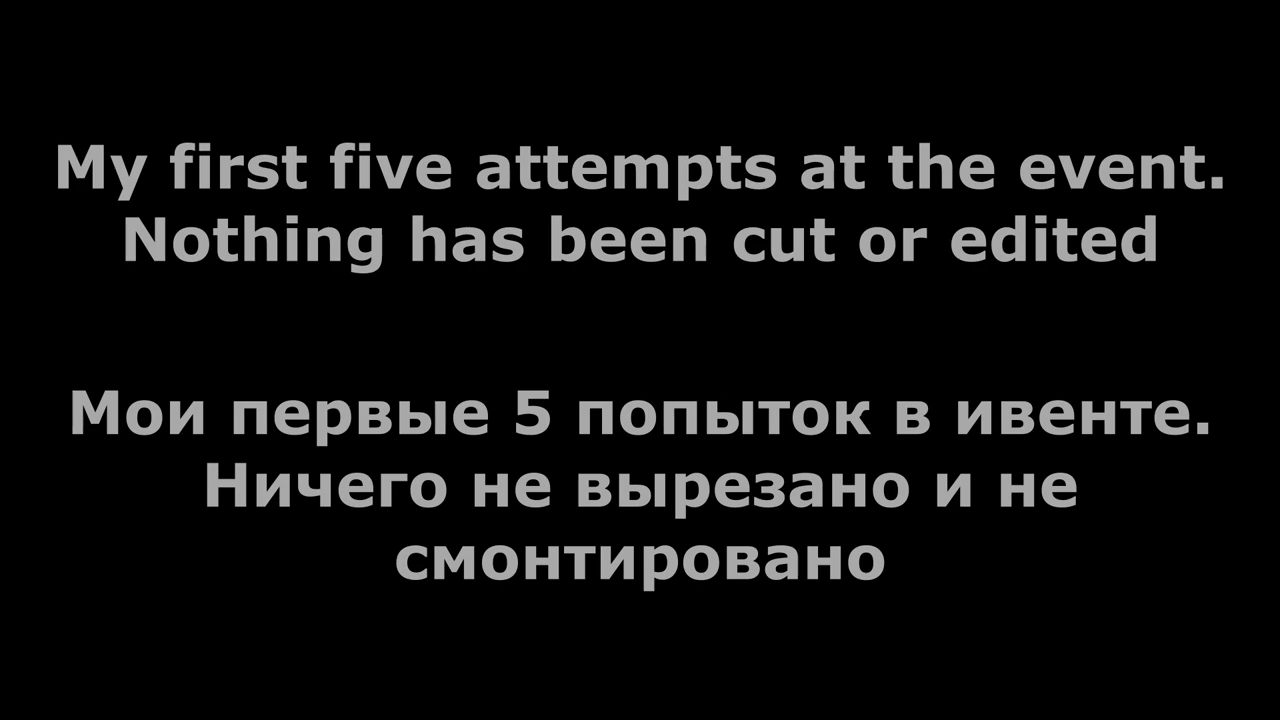 My first five attempts at the event.
Nothing has been cut or edited
Мои первые 5 попыток в ивенте.
Ничего не вырезано и не
смонтировано